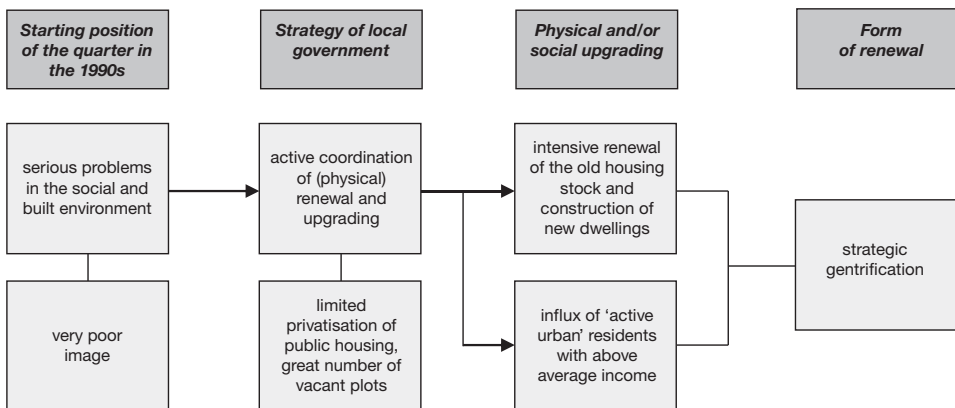 Starting position
of the quarter in
the 1990s
Strategy of local
government
Physical and/or
social upgrading
Form
of renewal
serious problems
in the social and
built environment
active coordination
of (physical)
renewal and
upgrading
intensive renewal
of the old housing
stock and
construction of
new dwellings
strategic
gentrification
very poor
image
limited
privatisation of
public housing,
great number of
vacant plots
influx of ‘active
urban’ residents
with above
average income